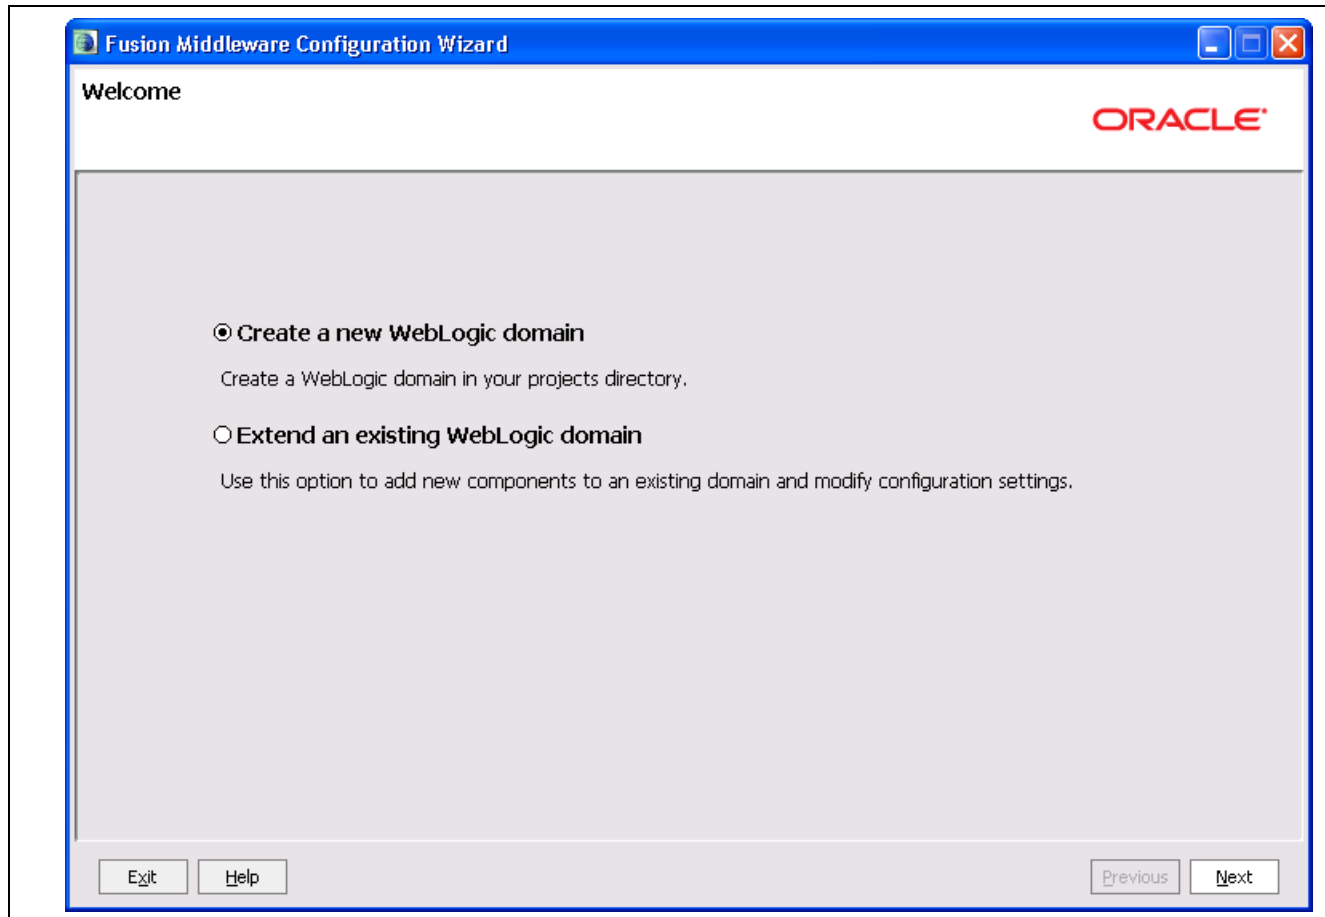 Fusion Middleware Configuration Wizard
Welcome
ORACLE
Create a new WebLogic domain
Create a WebLogic domain in your projects directory.
Extend an existing WebLogic domain
Use this option to add new components to an existing domain and modify configuration settings.
Exit Help Previous Next